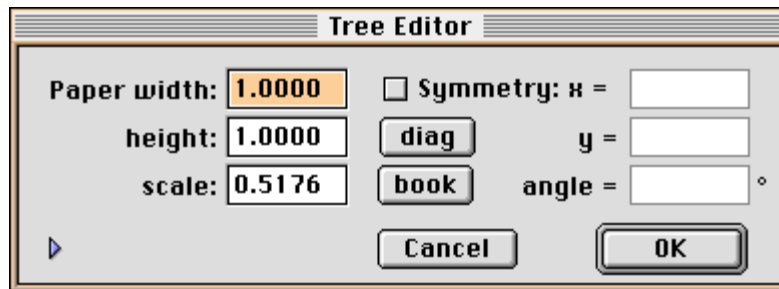 Tree Editor
Paper width: 1.0000 Symmetry: x =
height: 1.0000 diag y =
scale: 0.5176 book angle = °
Cancel OK